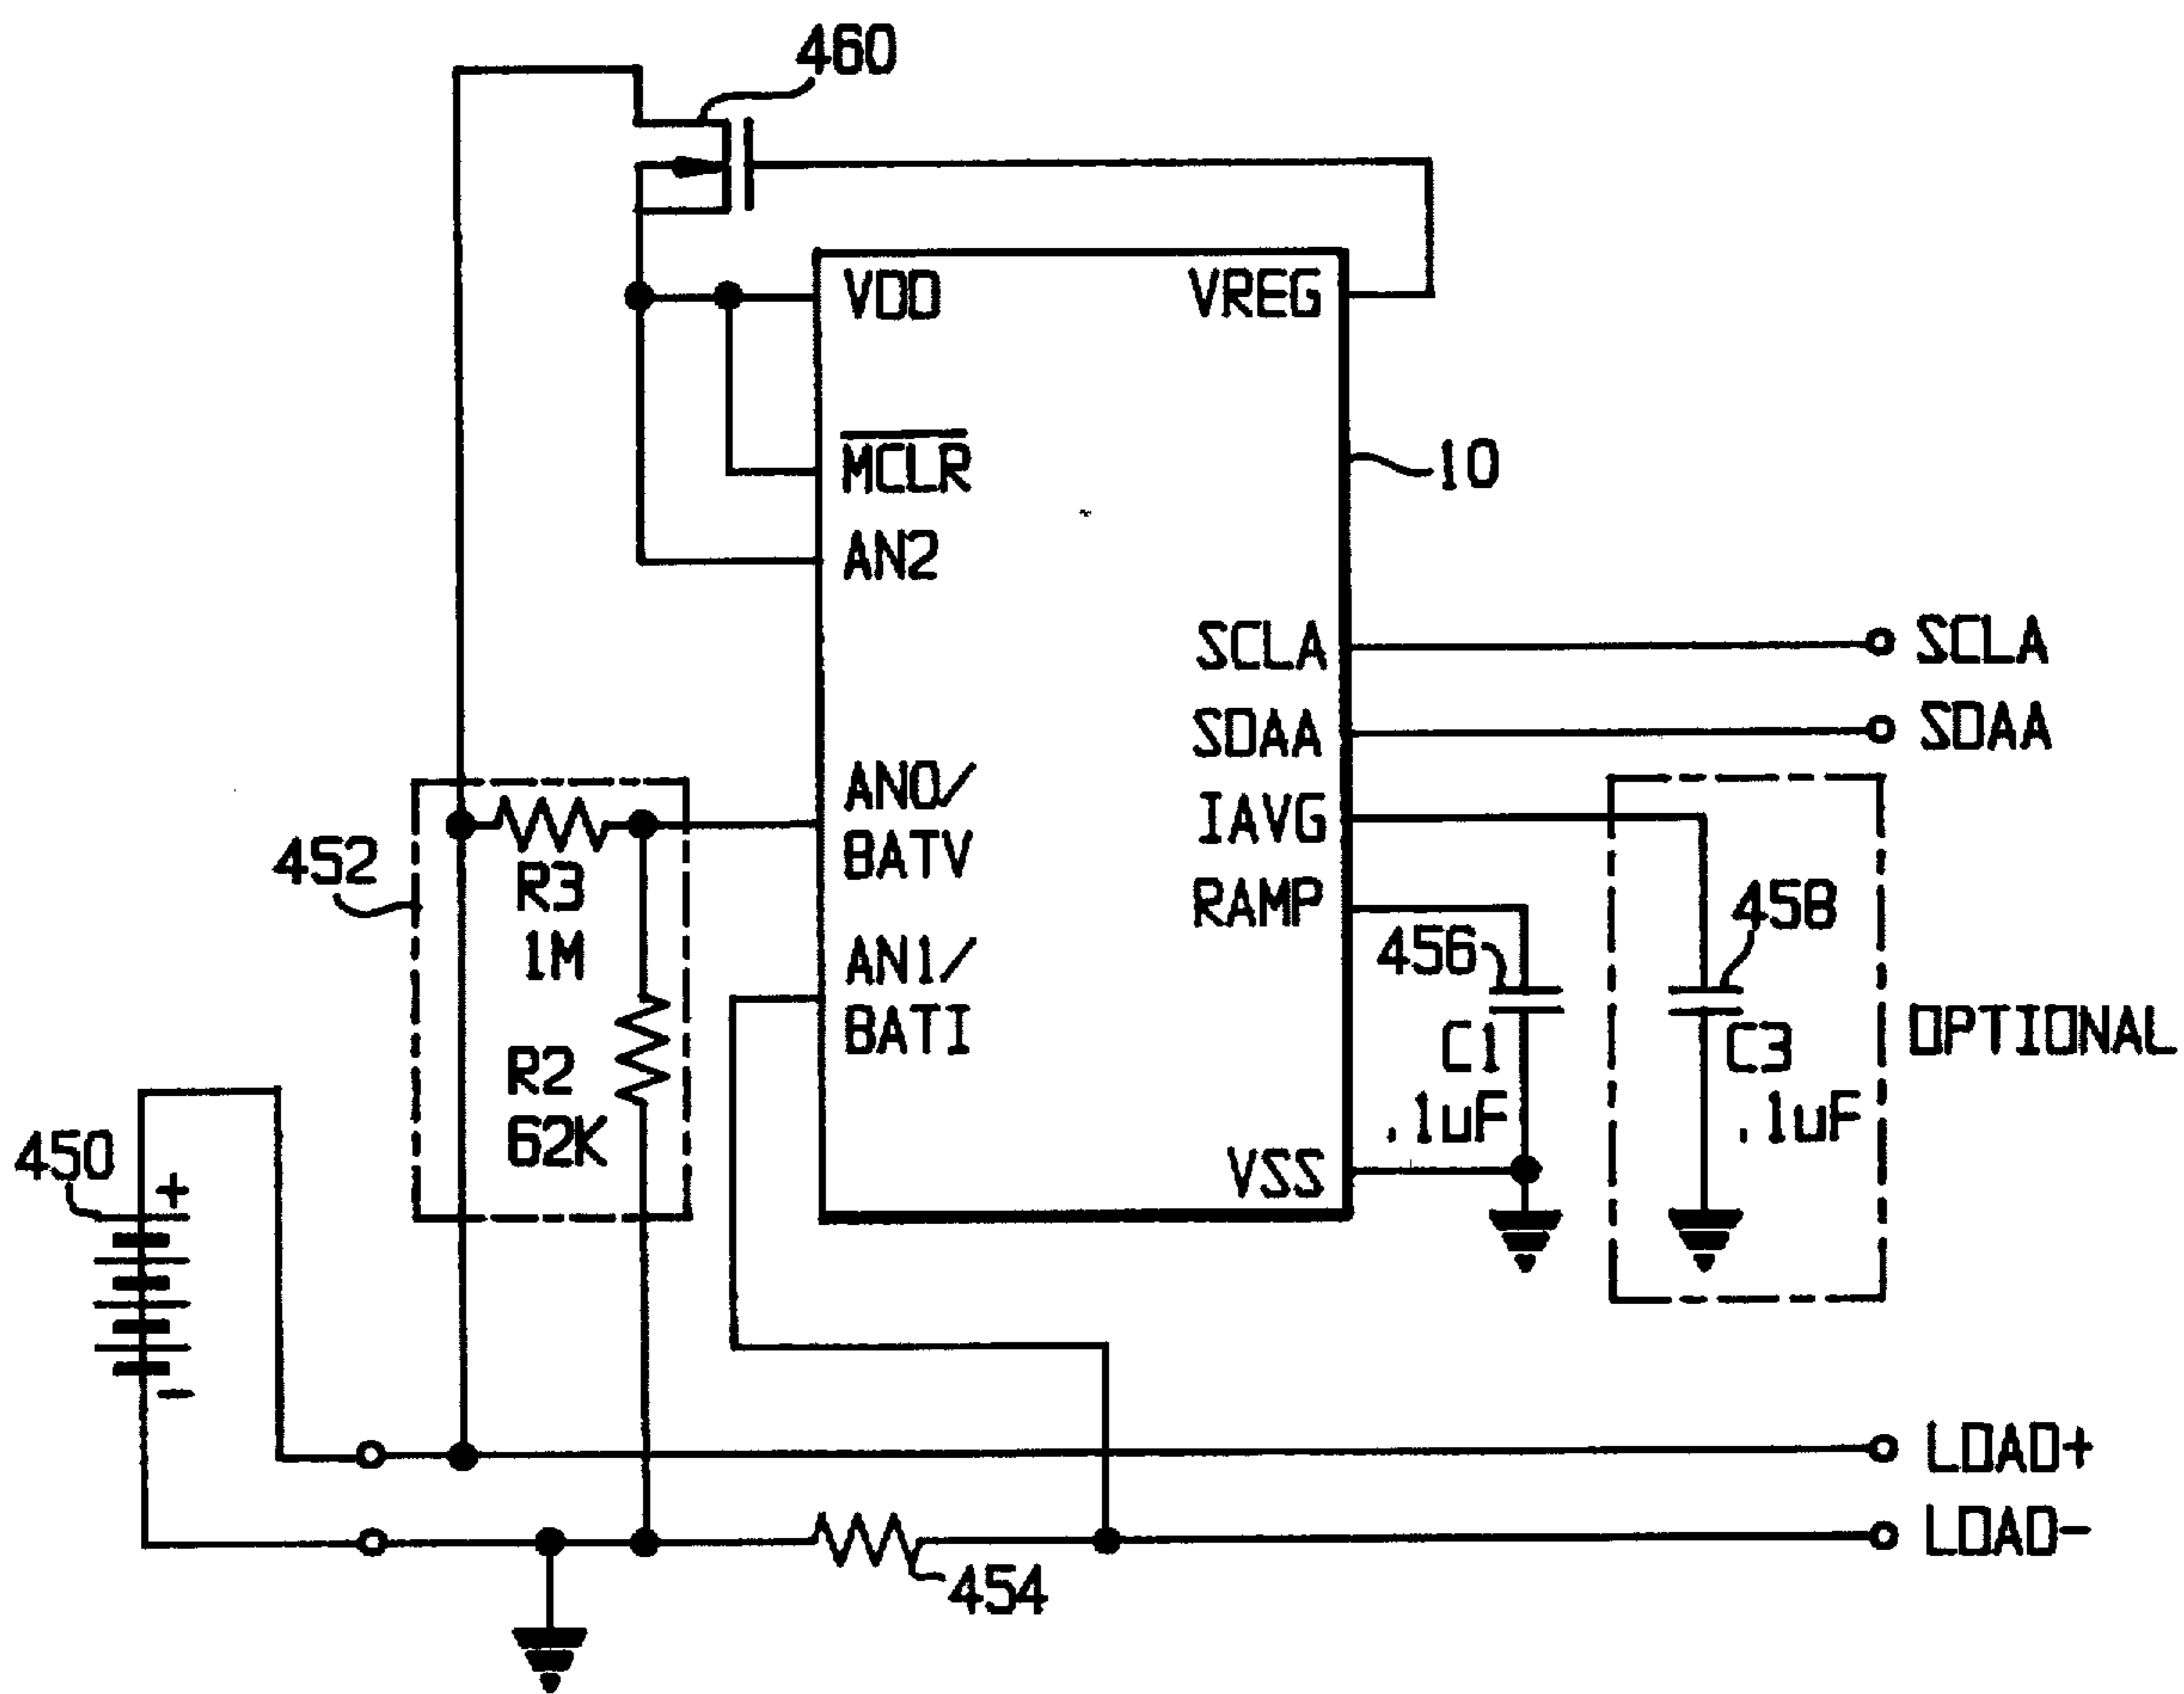 460
VDD
VREG
MCLR
10
AN2
SCLA
SCLA
SDAA
SDAA
AN0/
BATV
IAVG
452
R3
1M
RAMP
458
456
AN1/
BATI
C1
.1uF
C3
.1uF
OPTIONAL
R2
62K
450
+
VSS
-
LOAD+
LOAD-
454